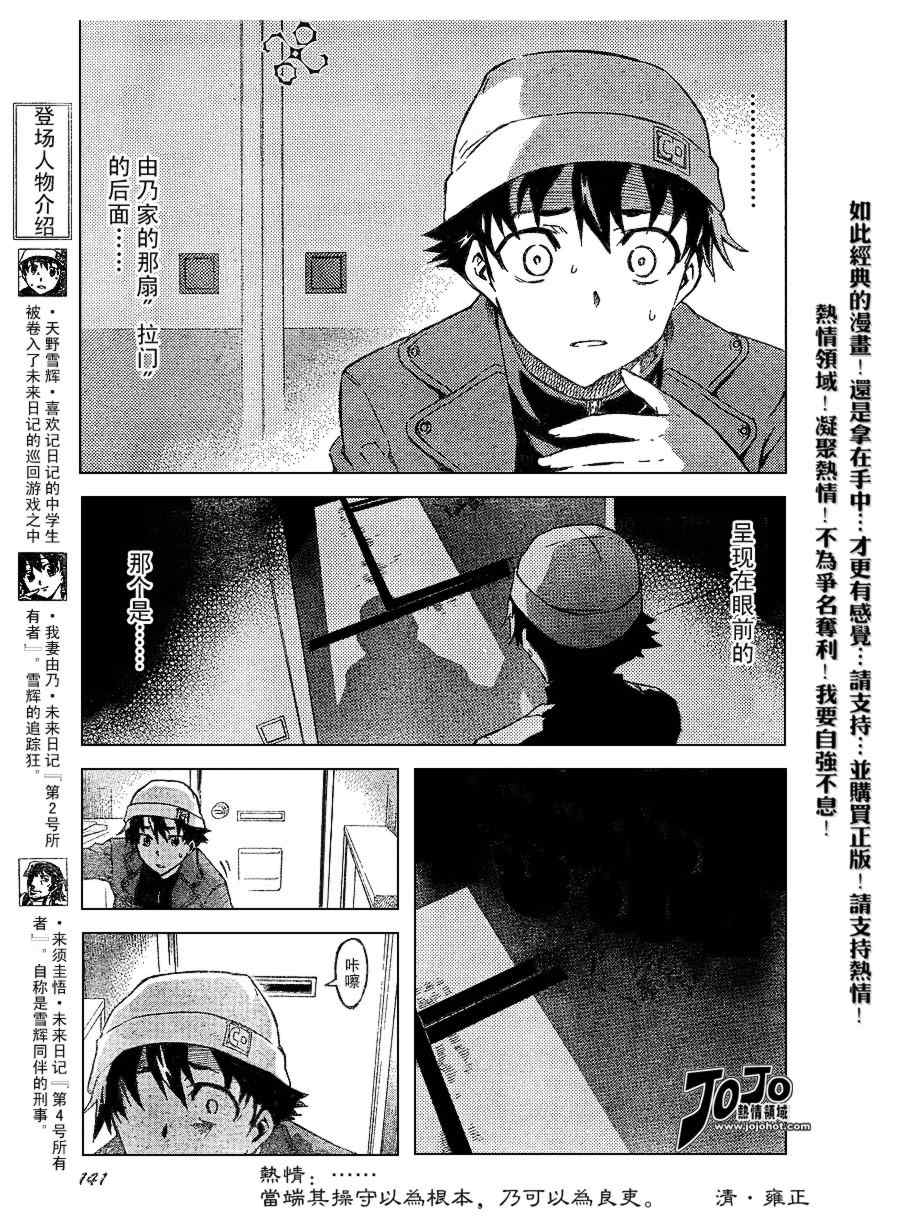 如此經典的漫畫！還是拿在手中…才更有感覺…請支持…並購買正版！請支持熱情！
熱情領域！凝聚熱情！不為爭名奪利！我要自強不息！
…………
CD
由乃家的那扇”拉门”
的后面……
呈现在眼前的
那个是……
CD
咔嚓
CD
登场人物介绍
・天野雪辉・喜欢记日记的中学生
被卷入了未来日记的巡回游戏之中
・我妻由乃・未来日记『第2号所
有者』。雪辉的追踪狂。
・来须圭悟・未来日记『第4号所有
者』。自称是雪辉同伴的刑事。
JOJO
熱情領域
www.jojohot.com
141
熱情：……
當端其操守以為根本，乃可以為良吏。 清・雍正